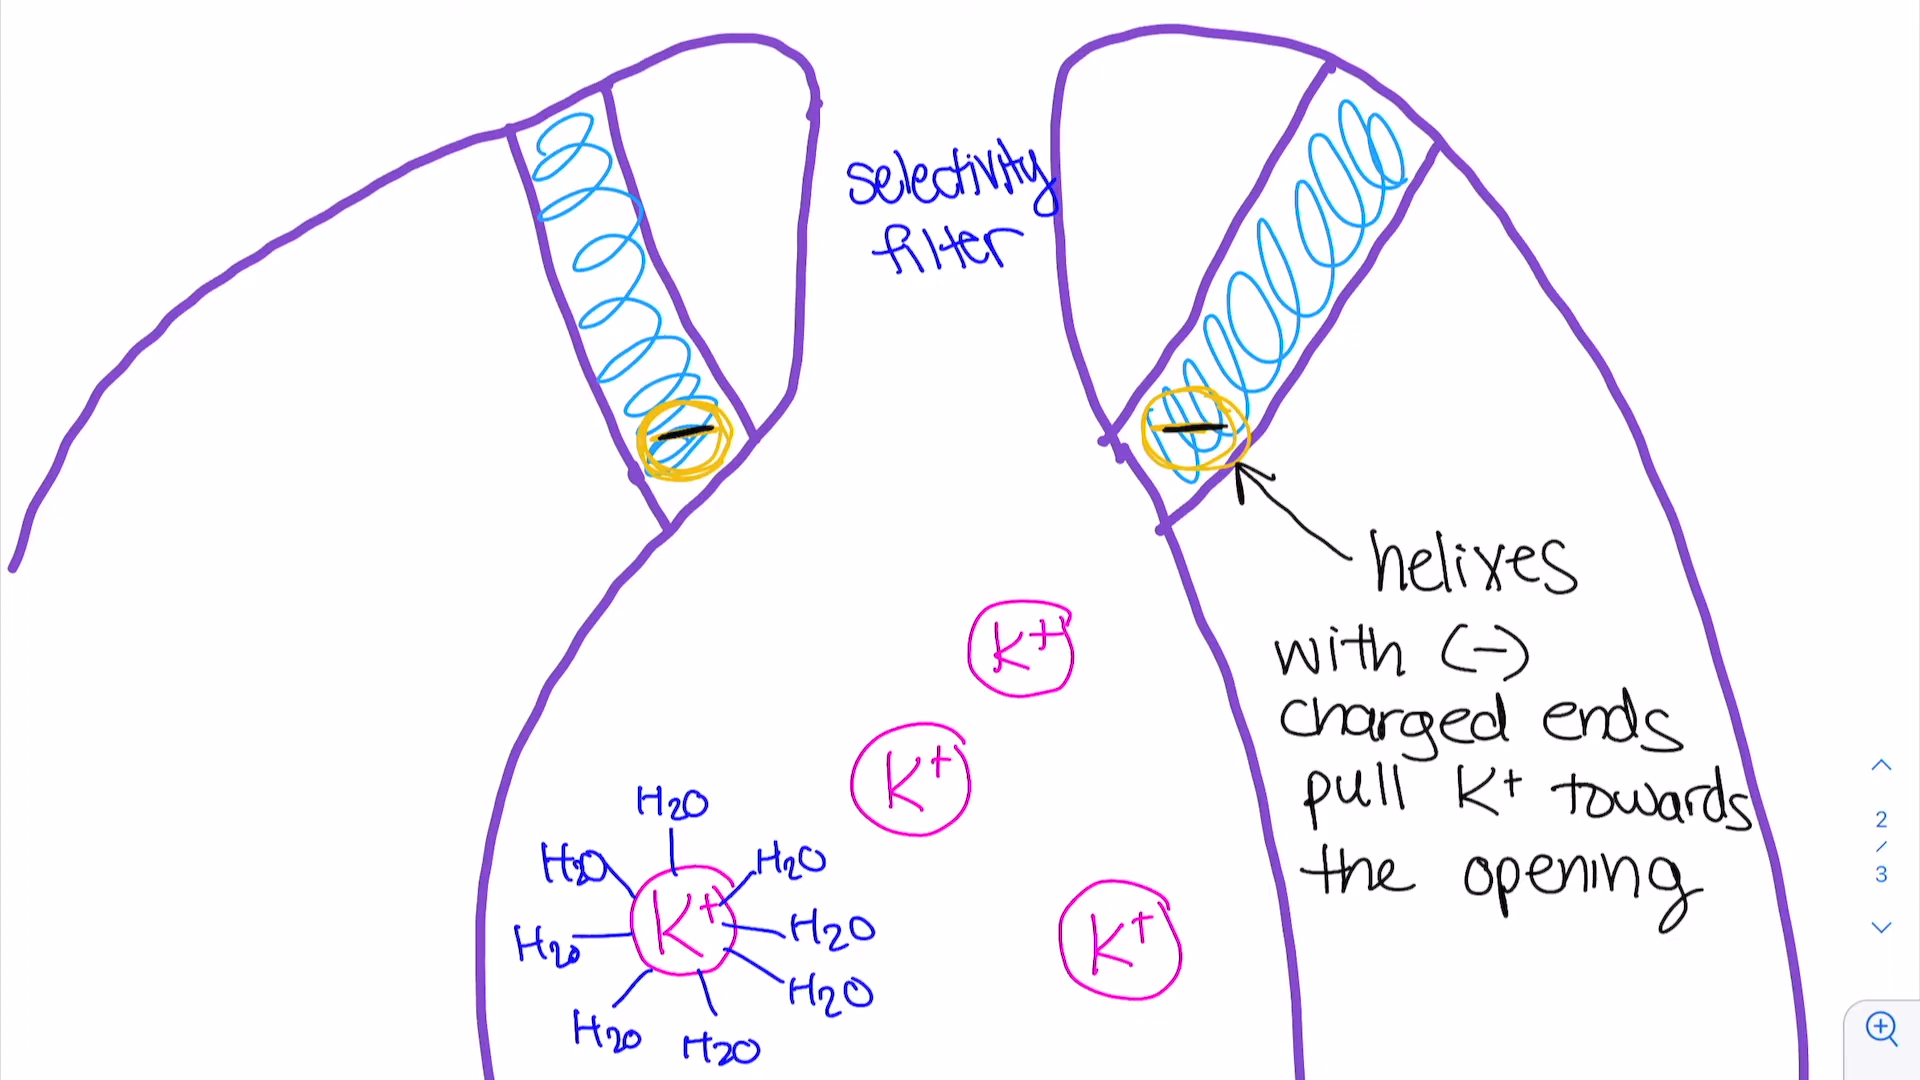 selectivity
filter
helixes
with (-)
charged ends
pull K+ towards
the opening
K+
K+
K+
K+
H2O
H2O
H2O
H2O
H2O
H2O
H2O
H2O
2
/
3